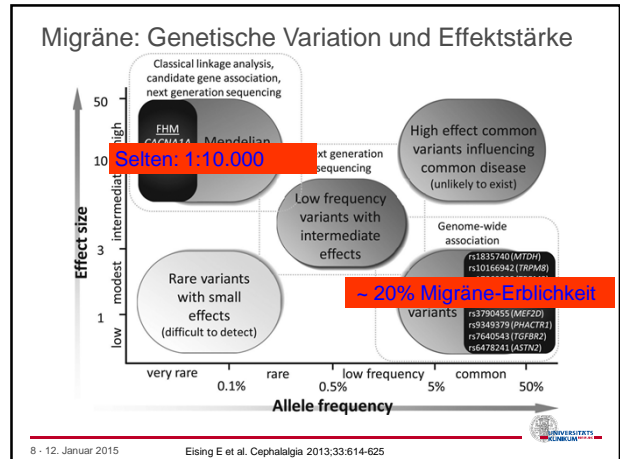 Migräne: Genetische Variation und Effektstärke
Classical linkage analysis,
candidate gene association,
next generation sequencing
50
10
3
1
Effect size
high
intermediate
modest
low
FHM
CACNA1A
Mendelian
Selten: 1:10.000
next generation
sequencing
Low frequency
variants with
intermediate
effects
High effect common
variants influencing
common disease
(unlikely to exist)
Rare variants
with small
effects
(difficult to detect)
Genome-wide
association
rs1835740 (MTDH)
rs10166942 (TRPM8)
~ 20% Migräne-Erblichkeit
variants
rs3790455 (MEF2D)
rs9349379 (PHACTR1)
rs7640543 (TGFBR2)
rs6478241 (ASTN2)
very rare
rare
low frequency
common
0.1%
0.5%
5%
50%
Allele frequency
UNIVERSITÄTS
KLINIKUM
8 - 12. Januar 2015
Eising E et al. Cephalalgia 2013;33:614-625